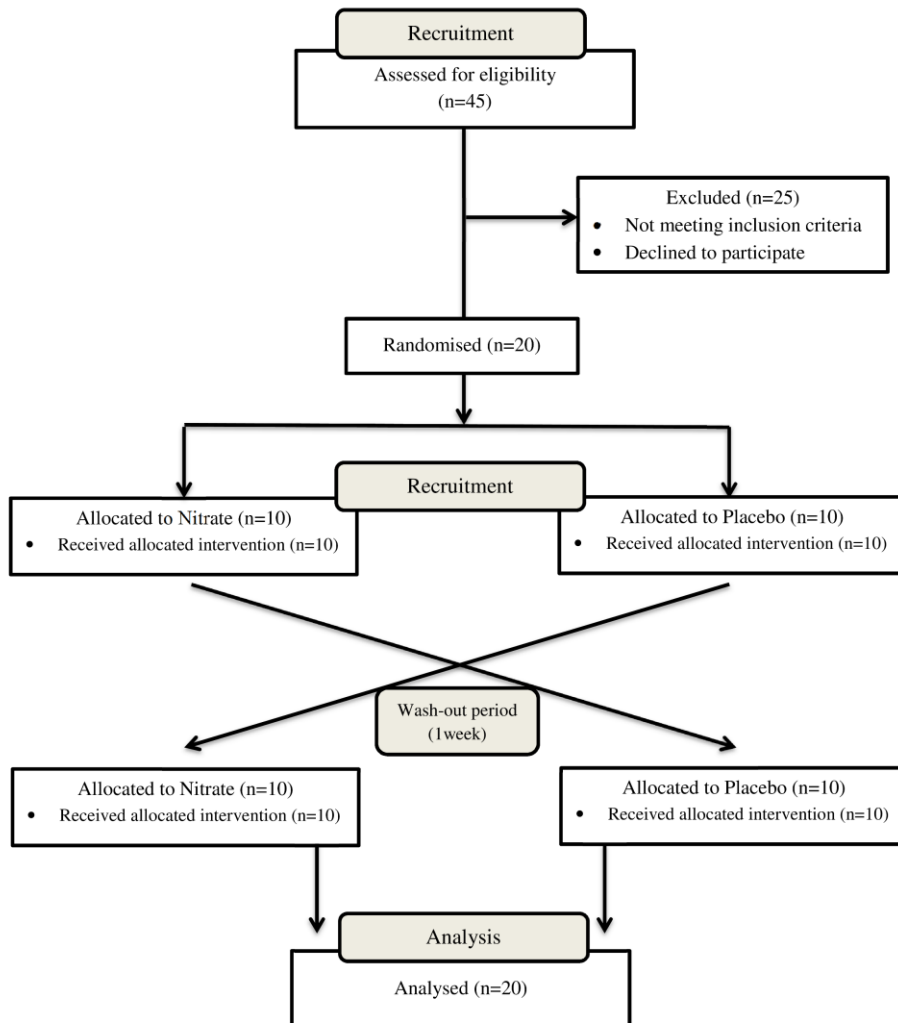 Recruitment
Assessed for eligibility
(n=45)
Excluded (n=25)
• Not meeting inclusion criteria
• Declined to participate
Randomised (n=20)
Recruitment
Allocated to Nitrate (n=10)
• Received allocated intervention (n=10)
Allocated to Placebo (n=10)
• Received allocated intervention (n=10)
Wash-out period
(1week)
Allocated to Nitrate (n=10)
• Received allocated intervention (n=10)
Allocated to Placebo (n=10)
• Received allocated intervention (n=10)
Analysis
Analysed (n=20)